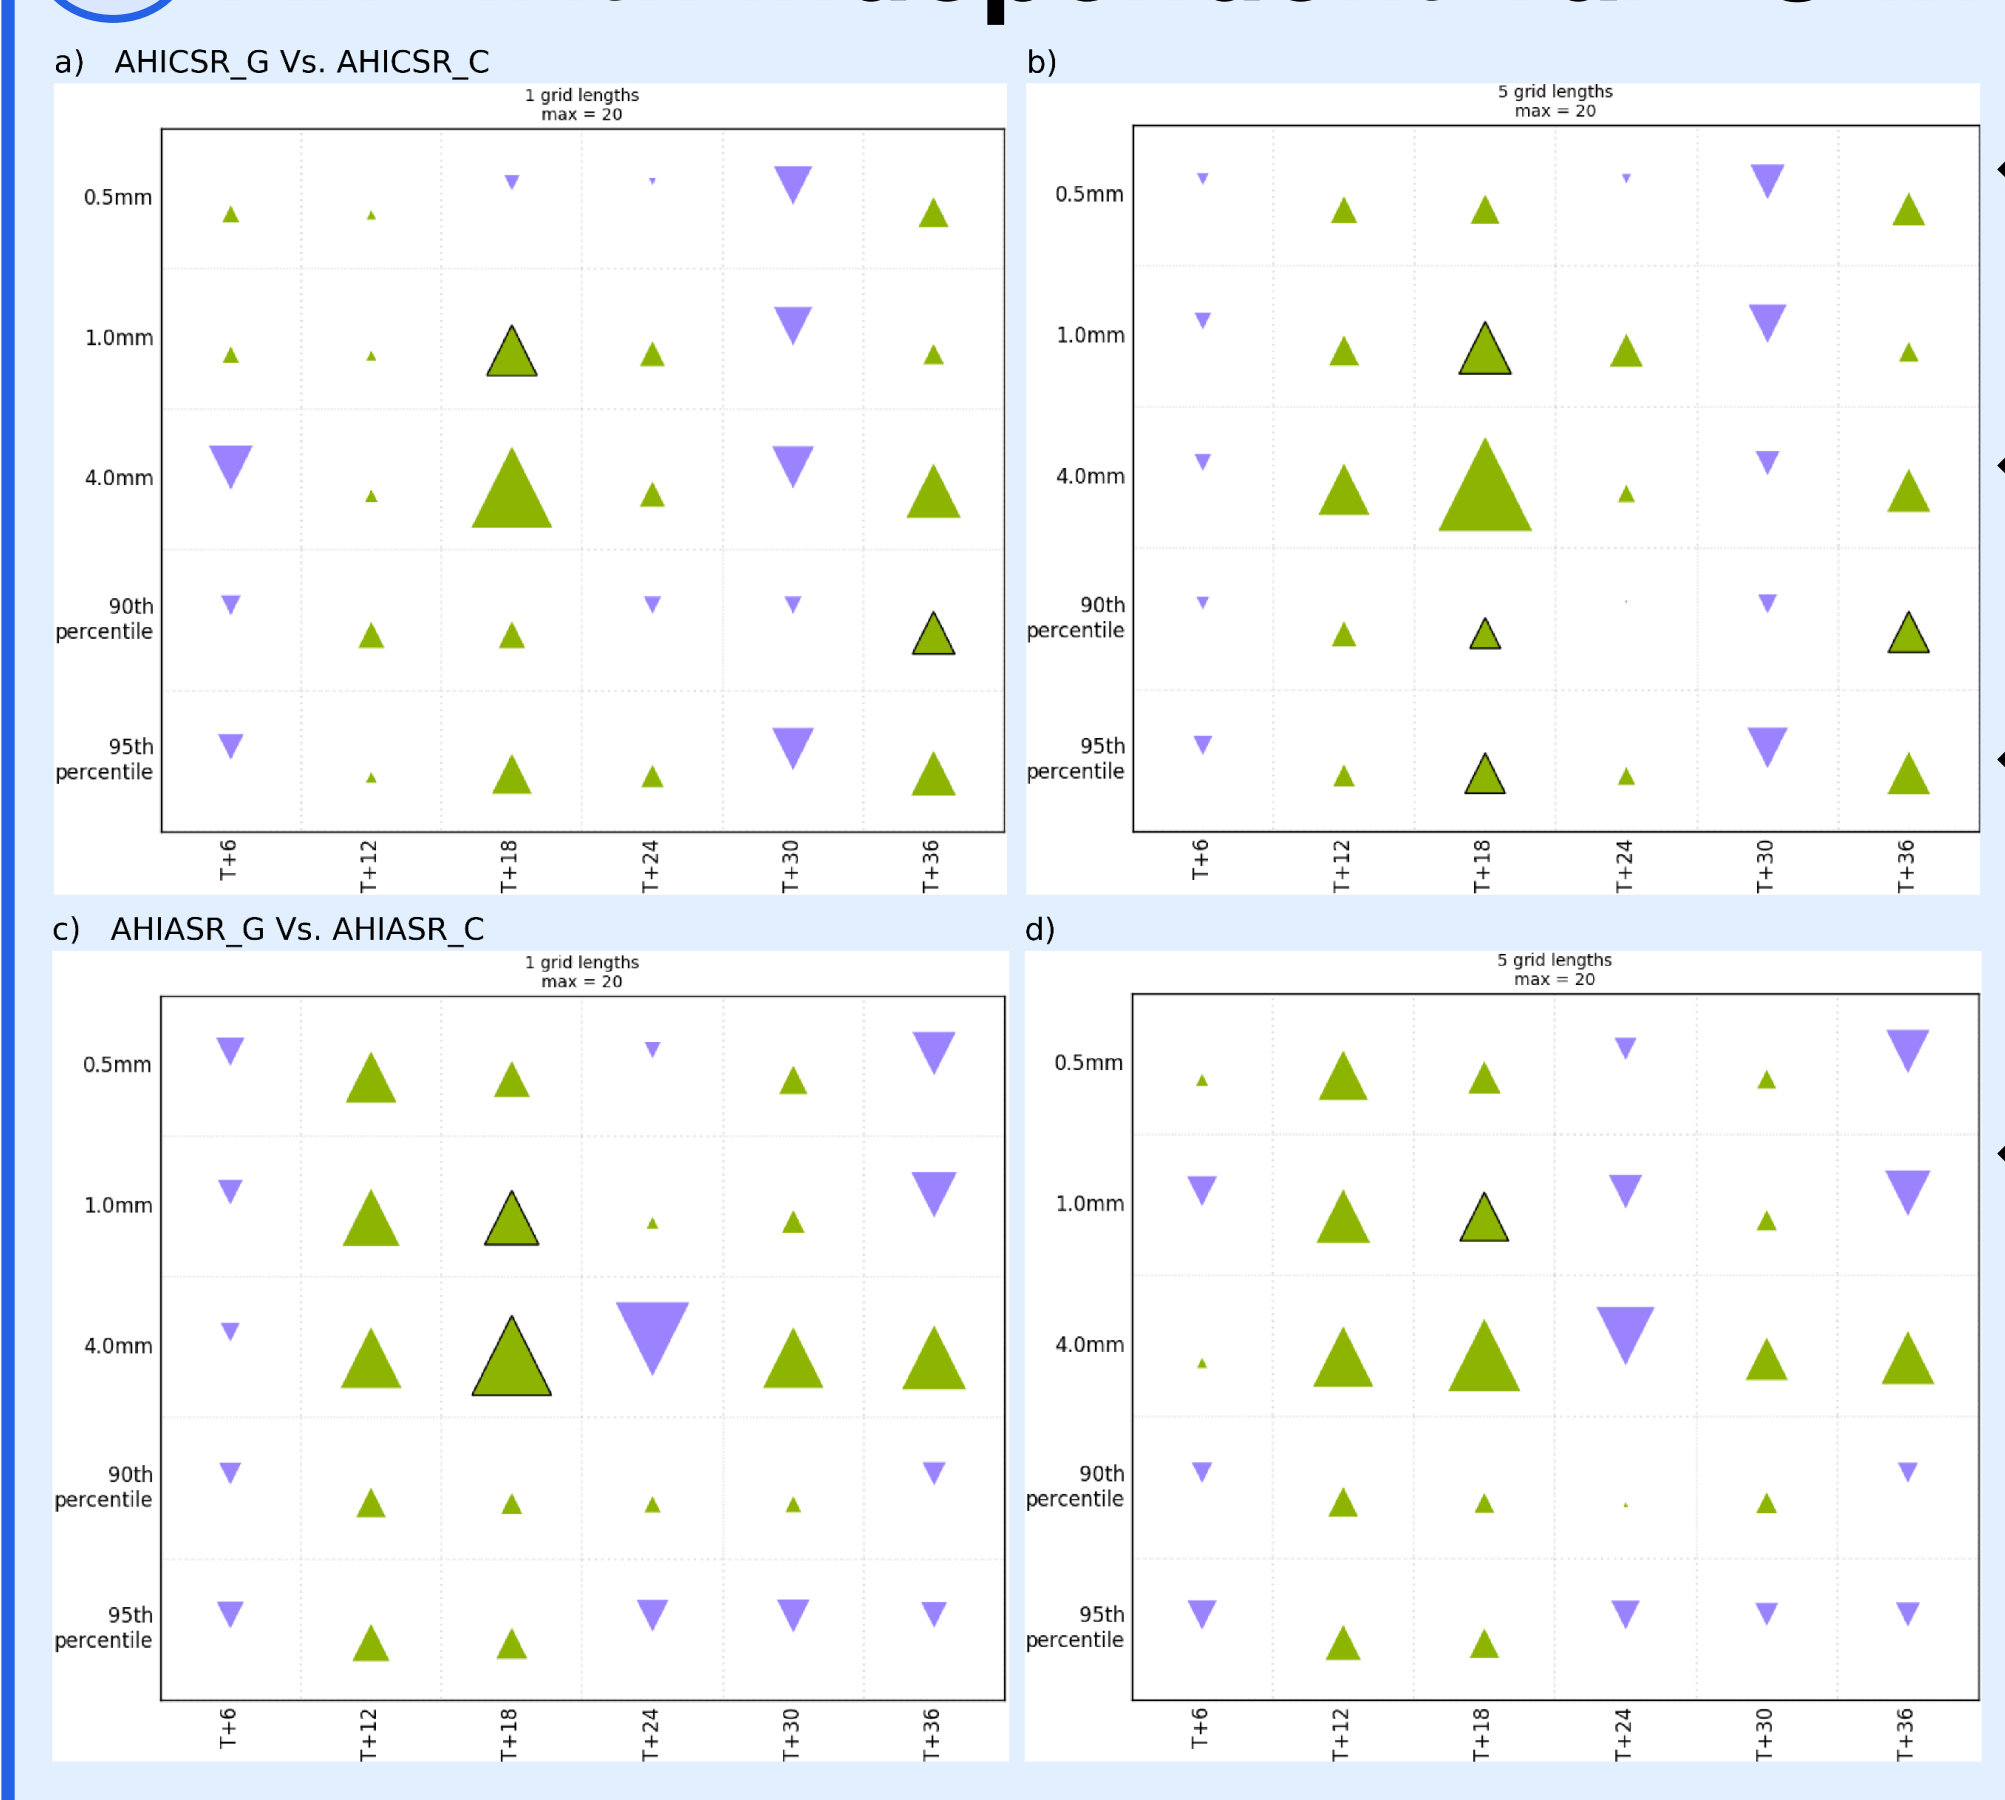 a) AHICSR_G Vs. AHICSR_C
1 grid lengths
max = 20
0.5mm
1.0mm
4.0mm
90th
percentile
95th
percentile
T+6
T+12
T+18
T+24
T+30
T+36
b)
5 grid lengths
max = 20
0.5mm
1.0mm
4.0mm
90th
percentile
95th
percentile
T+6
T+12
T+18
T+24
T+30
T+36
c) AHIASR_G Vs. AHIASR_C
1 grid lengths
max = 20
0.5mm
1.0mm
4.0mm
90th
percentile
95th
percentile
T+6
T+12
T+18
T+24
T+30
T+36
d)
5 grid lengths
max = 20
0.5mm
1.0mm
4.0mm
90th
percentile
95th
percentile
T+6
T+12
T+18
T+24
T+30
T+36